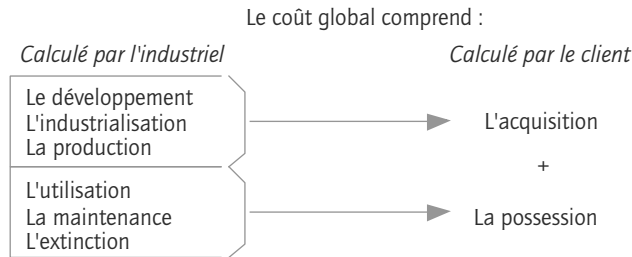 Le coût global comprend :
Calculé par l'industriel
Calculé par le client
Le développement
L'industrialisation
La production
L'acquisition
+
L'utilisation
La maintenance
L'extinction
La possession